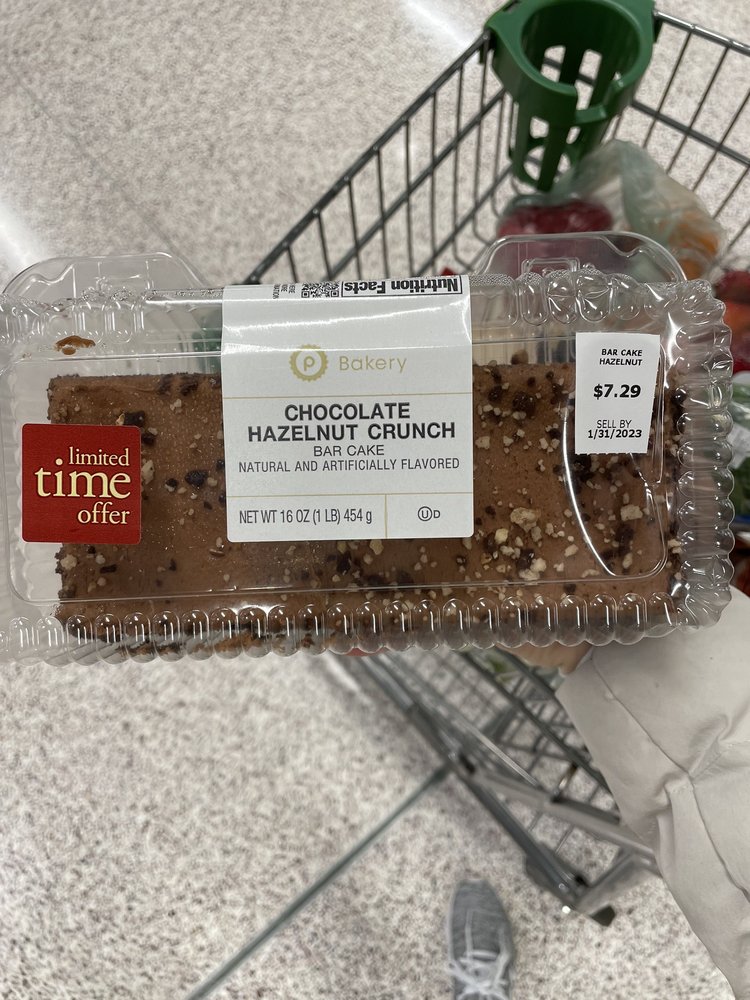 Nutrition Facts
P Bakery
CHOCOLATE
HAZELNUT CRUNCH
BAR CAKE
NATURAL AND ARTIFICIALLY FLAVORED
NET WT 16 OZ (1 LB) 454 g
U D
limited
time
offer
BAR CAKE
HAZELNUT
$7.29
SELL BY
1/31/2023